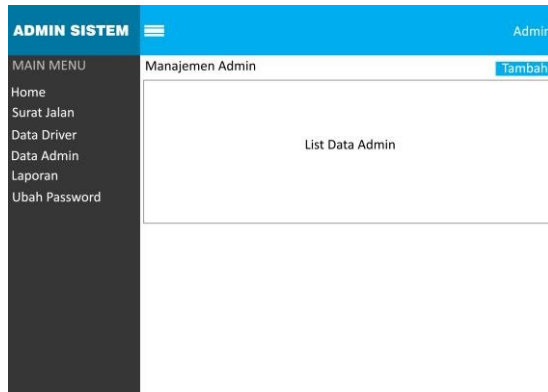 ADMIN SISTEM
Admin
MAIN MENU
Manajemen Admin
Tambah
Home
Surat Jalan
Data Driver
Data Admin
Laporan
Ubah Password
List Data Admin